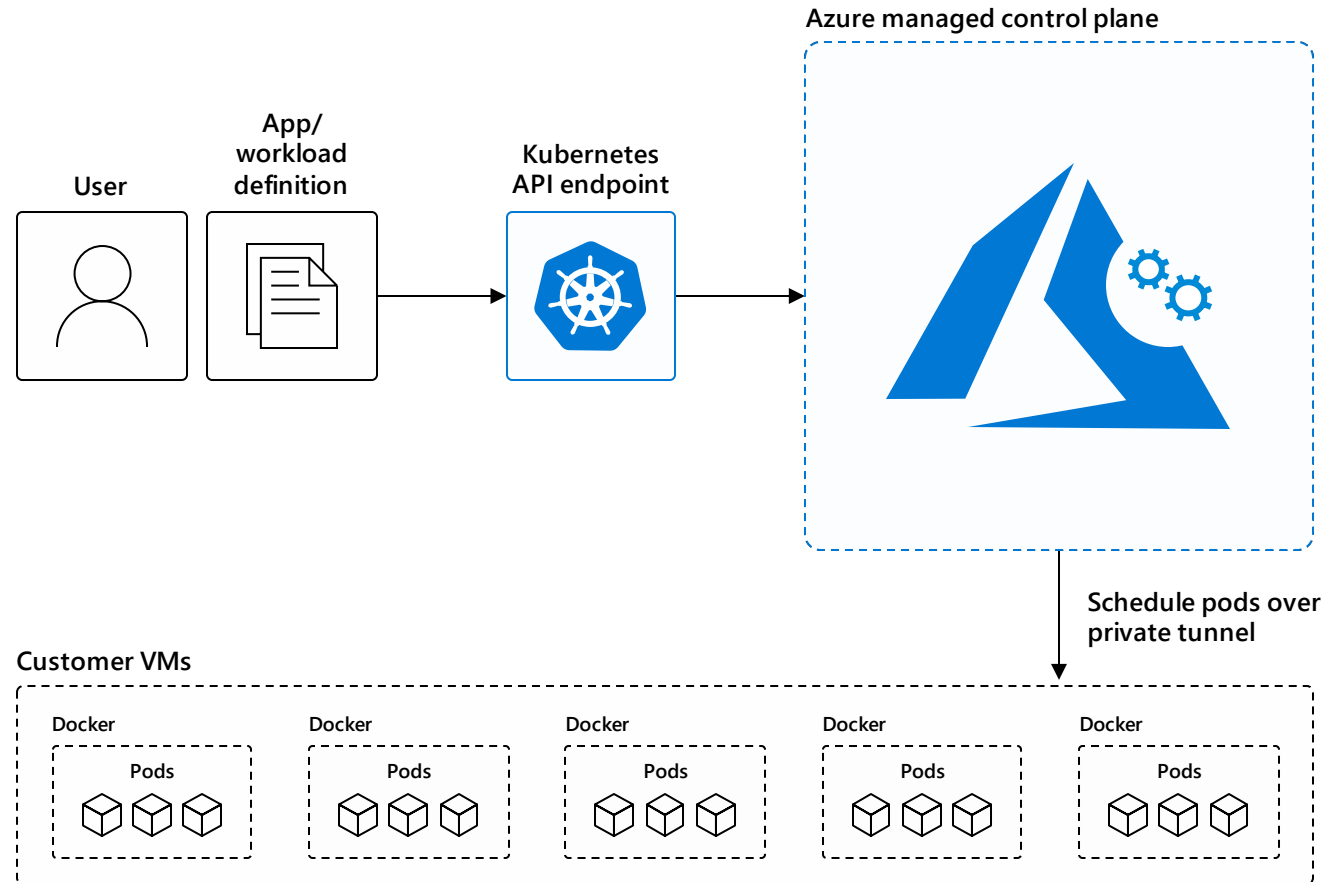 Azure managed control plane
App/
workload
definition
Kubernetes
API endpoint
User
Schedule pods over
private tunnel
Customer VMs
Docker
Docker
Docker
Docker
Docker
Pods
Pods
Pods
Pods
Pods